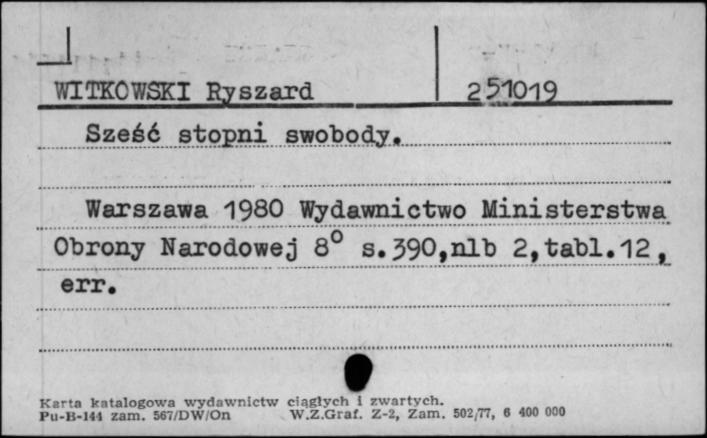 WITKOWSKI Ryszard 251019
Sześć stopni swobody.
Warszawa 1980 Wydawnictwo Ministerstwa
Obrony Narodowej 8° s.390,nlb 2,tabl.12,
err.
Karta katalogowa wydawnictw ciągłych i zwartych.
Pu-B-144 zam. 567/DW/On W.Z.Graf. Z-2, Zam. 502/77, 6 400 000